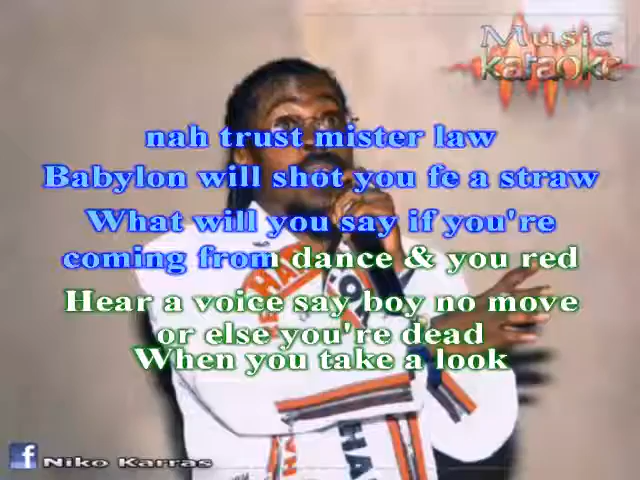 Music
karaoke
nah trust mister law
Babylon will shot you fe a straw
What will you say if you're
coming from dance & you red
Hear a voice say boy no move
or else you're dead
When you take a look
Niko Karras